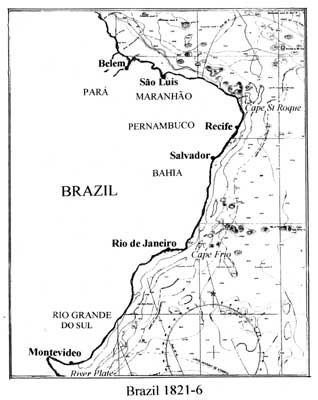 Belem
São Luis
PARÁ
MARANHÃO
Cape St Roque
PERNAMBUCO
Recife
Salvador
BAHIA
BRAZIL
Rio de Janeiro
Cape Frio
RIO GRANDE
DO SUL
Montevideo
River Plate
Brazil 1821-6